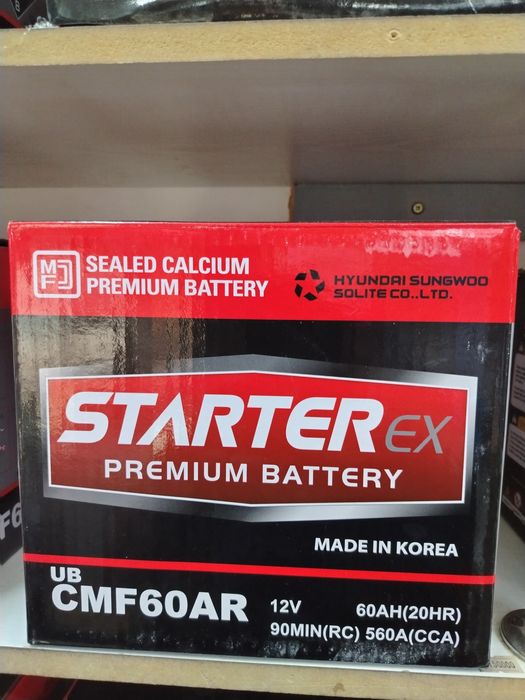 MF
SEALED CALCIUM
PREMIUM BATTERY
HYUNDAI SUNGWOO
SOLITE CO.,LTD.
STARTER EX
PREMIUM BATTERY
MADE IN KOREA
UB
CMF60AR
12V 60AH(20HR)
90MIN(RC) 560A(CCA)